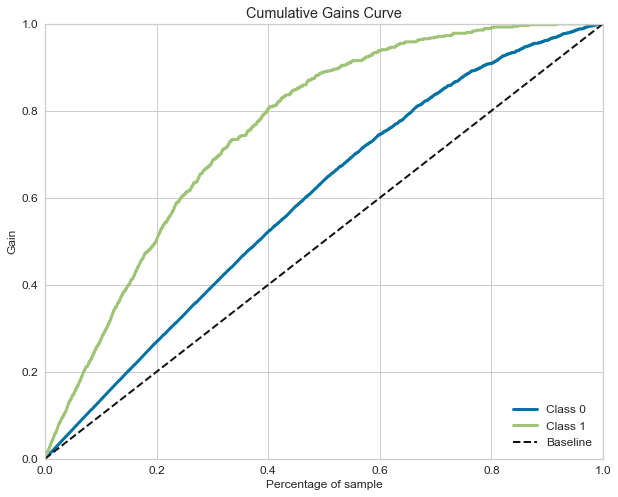 Cumulative Gains Curve
1.0
0.8
0.6
0.4
0.2
0.0
Gain
0.0 0.2 0.4 0.6 0.8 1.0
Percentage of sample
Class 0
Class 1
Baseline